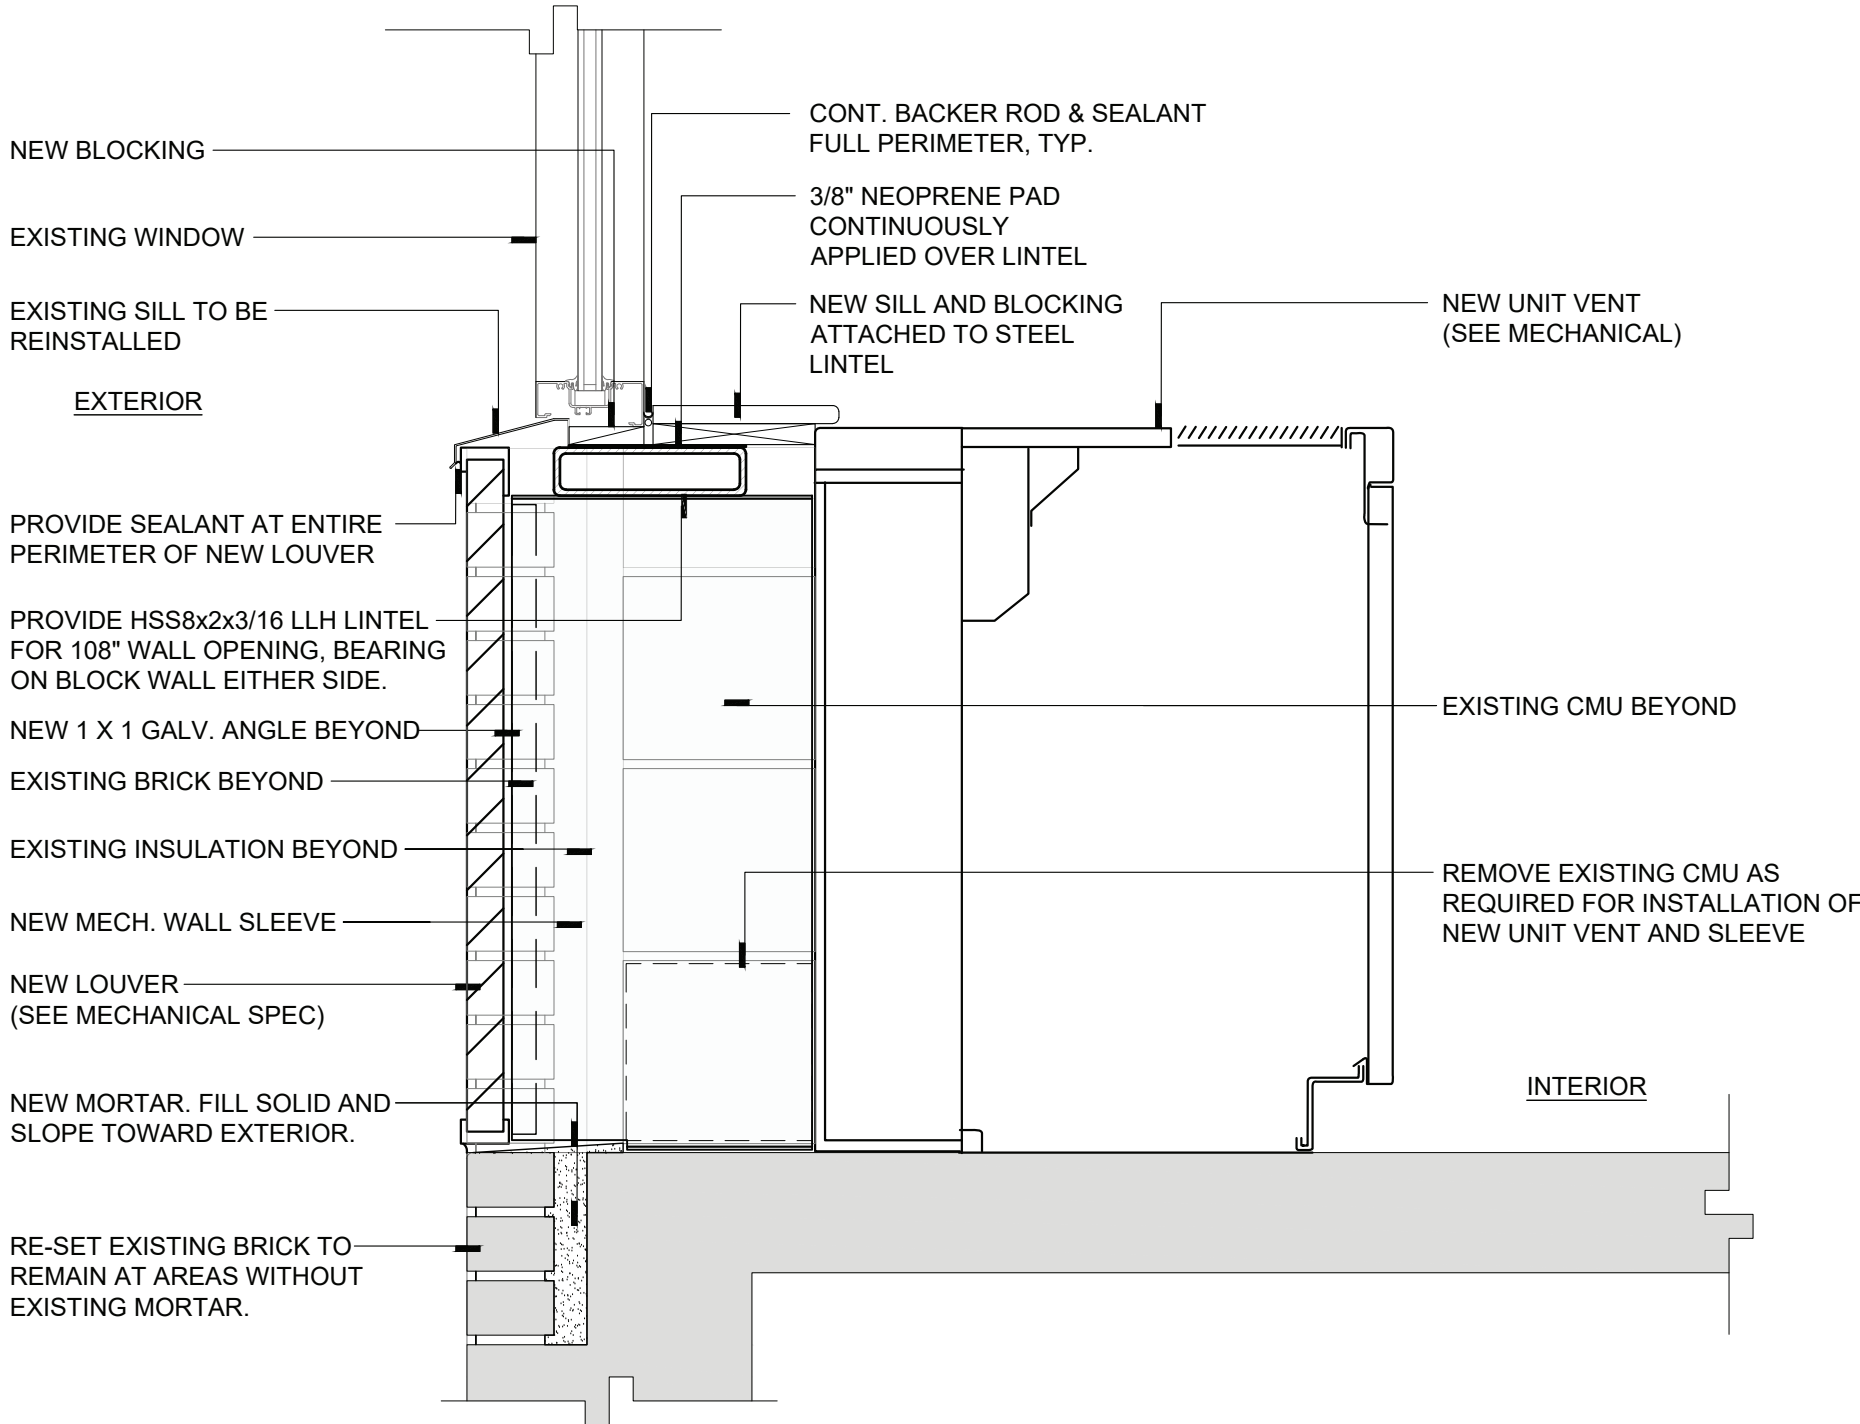 NEW BLOCKING
EXISTING WINDOW
EXISTING SILL TO BE
REINSTALLED
EXTERIOR
PROVIDE SEALANT AT ENTIRE
PERIMETER OF NEW LOUVER
PROVIDE HSS8x2x3/16 LLH LINTEL
FOR 108" WALL OPENING, BEARING
ON BLOCK WALL EITHER SIDE.
NEW 1 X 1 GALV. ANGLE BEYOND
EXISTING BRICK BEYOND
EXISTING INSULATION BEYOND
NEW MECH. WALL SLEEVE
NEW LOUVER
(SEE MECHANICAL SPEC)
NEW MORTAR. FILL SOLID AND
SLOPE TOWARD EXTERIOR.
RE-SET EXISTING BRICK TO
REMAIN AT AREAS WITHOUT
EXISTING MORTAR.
CONT. BACKER ROD & SEALANT
FULL PERIMETER, TYP.
3/8" NEOPRENE PAD
CONTINUOUSLY
APPLIED OVER LINTEL
NEW SILL AND BLOCKING
ATTACHED TO STEEL
LINTEL
NEW UNIT VENT
(SEE MECHANICAL)
EXISTING CMU BEYOND
REMOVE EXISTING CMU AS
REQUIRED FOR INSTALLATION OF
NEW UNIT VENT AND SLEEVE
INTERIOR